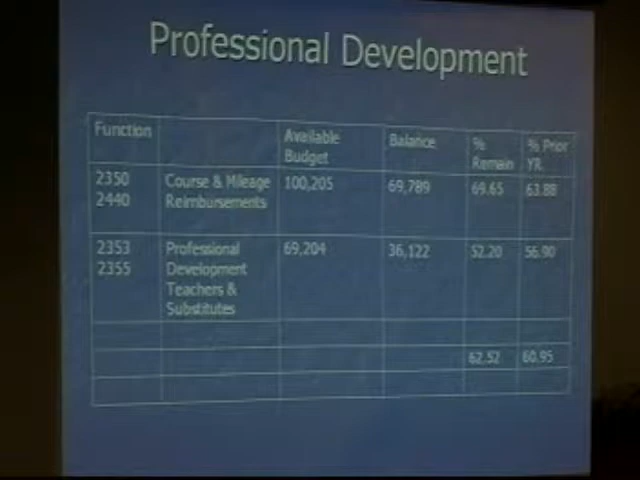 Professional Development
Function Available Budget Balance % Remain % Prior YR.
2350 2440 Course & Mileage Reimbursements 100,205 69,789 69.65 63.88
2353 2355 Professional Development Teachers & Substitutes 69,204 36,122 52.20 56.90
62.52 60.95